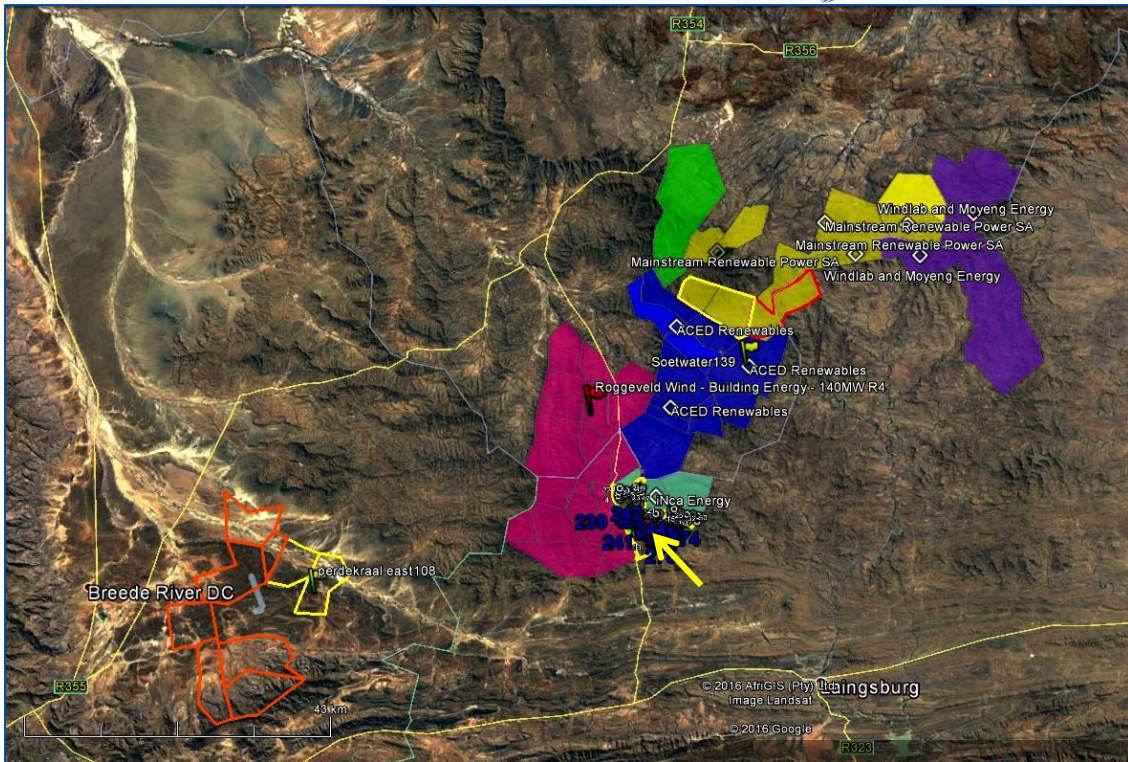 R354
R356
Windlab and Moyeng Energy
Mainstream Renewable Power SA
Mainstream Renewable Power SA
Mainstream Renewable Power SA
Windlab and Moyeng Energy
ACED Renewables
Soetwater139
ACED Renewables
Roggeveld Wind - Building Energy - 140MW R4
ACED Renewables
iNca Energy
239
241
perdekraal east108
Breede River DC
R355
43 km
© 2016 AfriGIS (Pty) Ltd.
Laingsburg
Image Landsat
© 2016 Google
R323